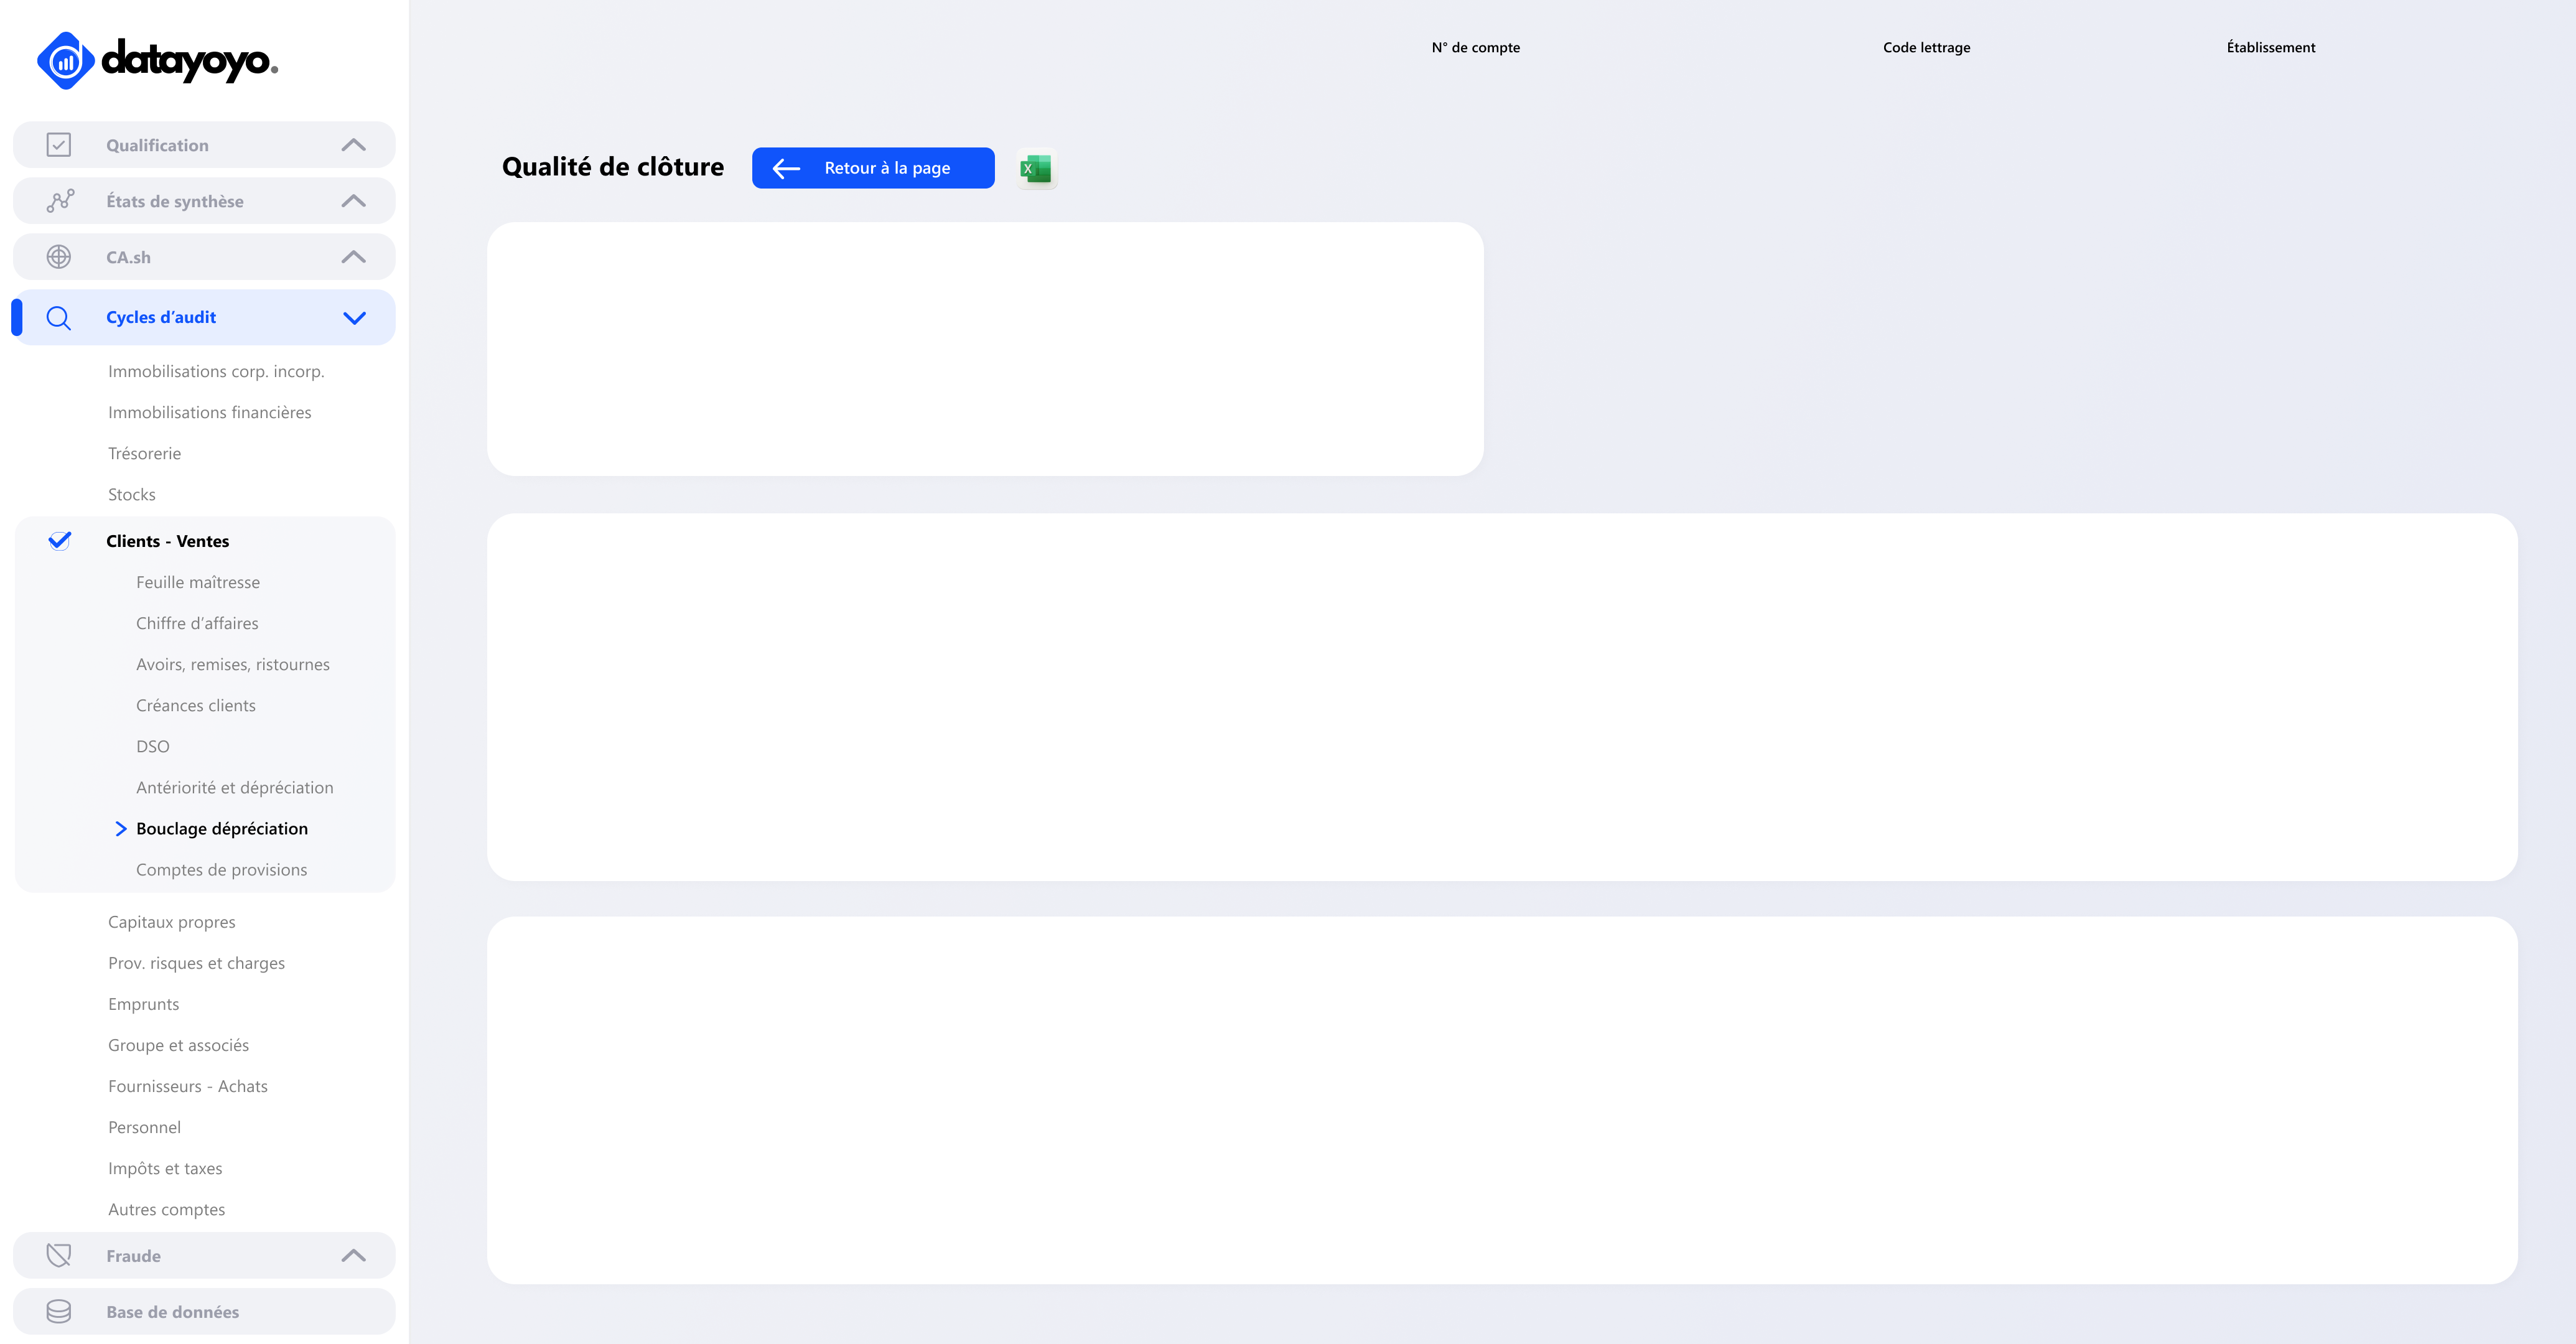 datayoyo.
Qualification
États de synthèse
CA.sh
Cycles d’audit
Immobilisations corp. incorp.
Immobilisations financières
Trésorerie
Stocks
Clients - Ventes
Feuille maîtresse
Chiffre d’affaires
Avoirs, remises, ristournes
Créances clients
DSO
Antériorité et dépréciation
Bouclage dépréciation
Comptes de provisions
Capitaux propres
Prov. risques et charges
Emprunts
Groupe et associés
Fournisseurs - Achats
Personnel
Impôts et taxes
Autres comptes
Fraude
Base de données
N° de compte
Code lettrage
Établissement
Qualité de clôture
Retour à la page
X